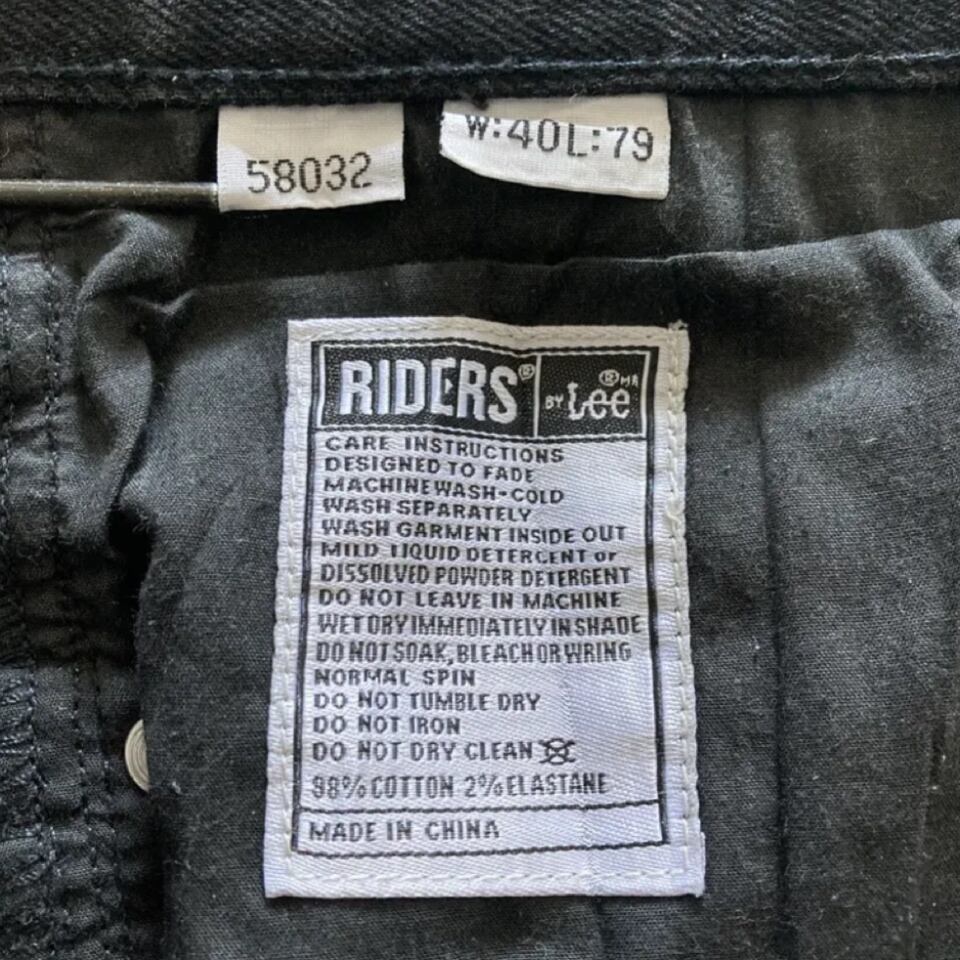 58032
W:40L:79
RIDERS® BY Lee® MR
CARE INSTRUCTIONS
DESIGNED TO FADE
MACHINE WASH-COLD
WASH SEPARATELY
WASH GARMENT INSIDE OUT
MILD LIQUID DETERGENT or
DISSOLVED POWDER DETERGENT
DO NOT LEAVE IN MACHINE
WET DRY IMMEDIATELY IN SHADE
DO NOT SOAK, BLEACH OR WRING
NORMAL SPIN
DO NOT TUMBLE DRY
DO NOT IRON
DO NOT DRY CLEAN
98% COTTON 2% ELASTANE
MADE IN CHINA